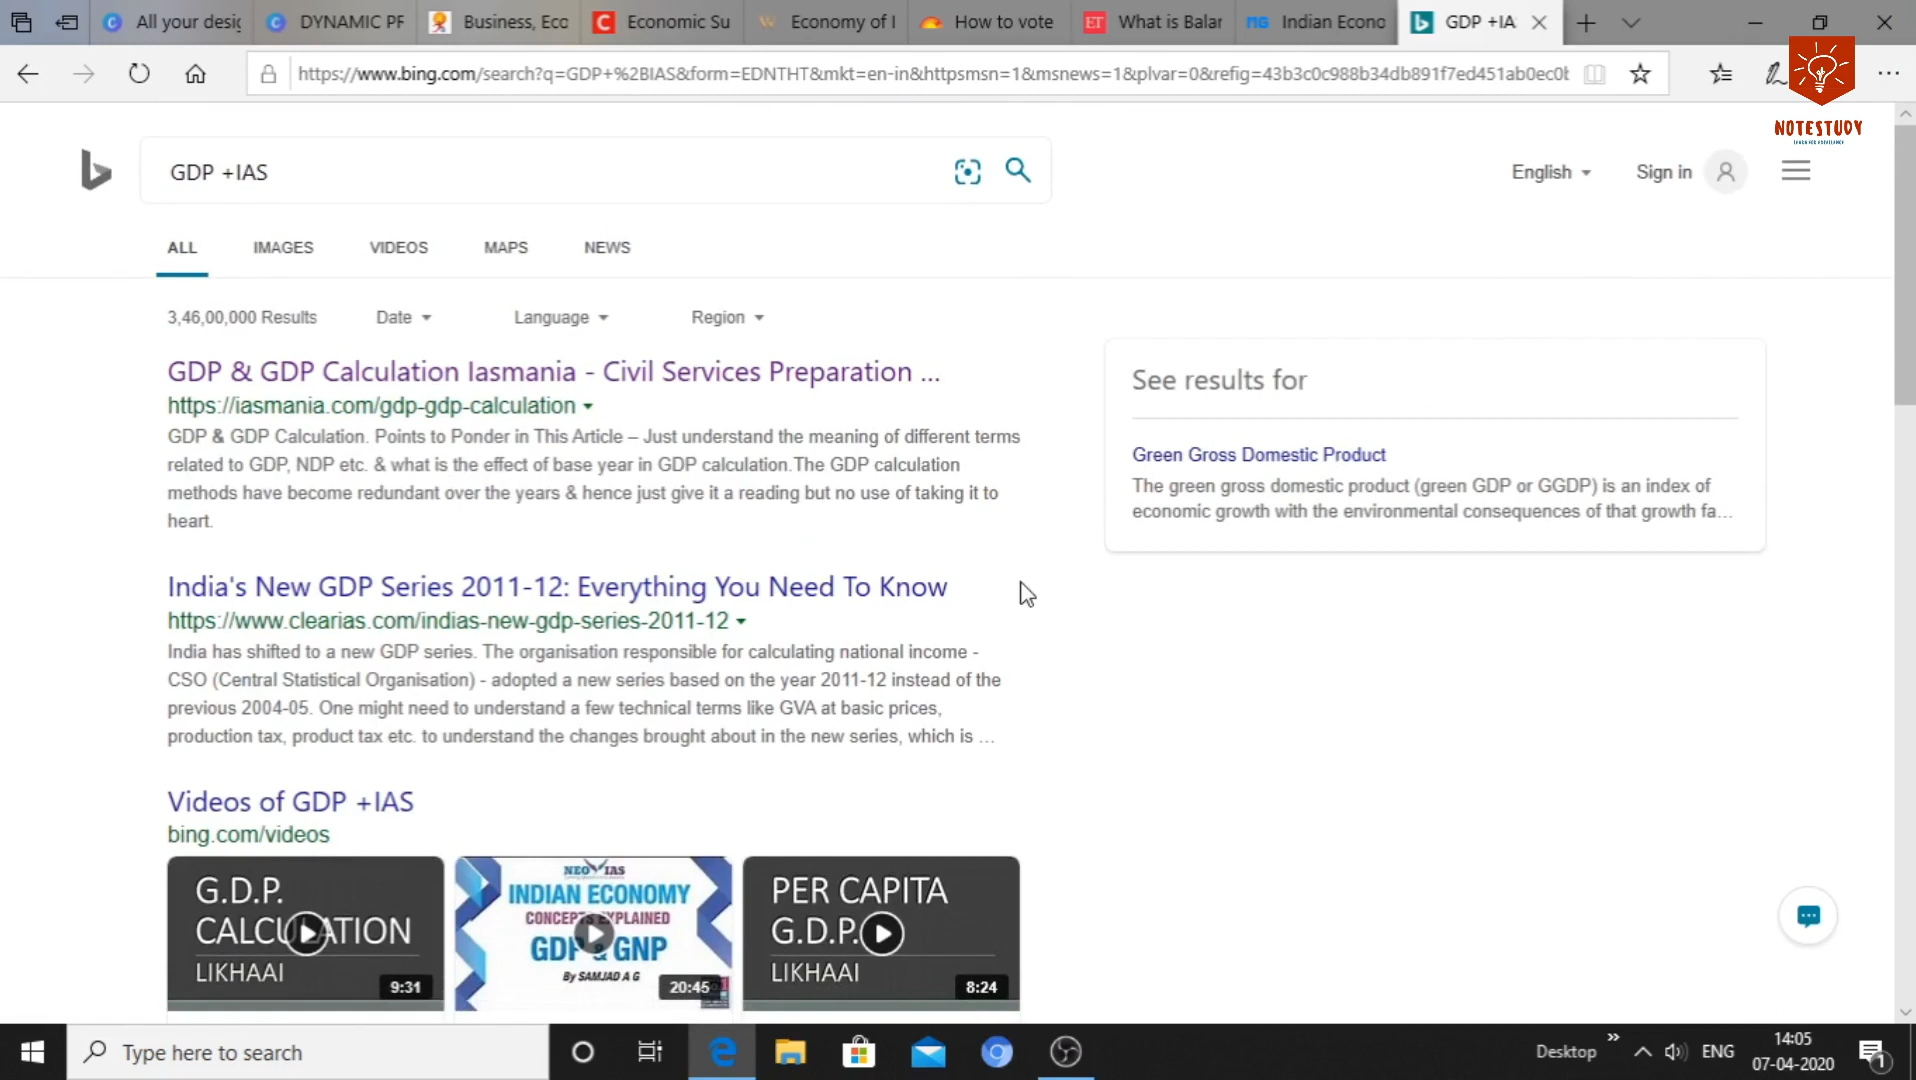 All your desig
DYNAMIC PF
Business, Eco
Economic Su
Economy of I
How to vote
What is Balar
Indian Econo
GDP +IA
https://www.bing.com/search?q=GDP+%2BIAS&form=EDNTHT&mkt=en-in&httpsmsn=1&msnews=1&plvar=0&refig=43b3c0c988b34db891f7ed451ab0ec0b
NOTESTUDY
GDP +IAS
English
Sign in
ALL IMAGES VIDEOS MAPS NEWS
3,46,00,000 Results Date Language Region
GDP & GDP Calculation Iasmania - Civil Services Preparation ...
https://iasmania.com/gdp-gdp-calculation
GDP & GDP Calculation. Points to Ponder in This Article – Just understand the meaning of different terms
related to GDP, NDP etc. & what is the effect of base year in GDP calculation.The GDP calculation
methods have become redundant over the years & hence just give it a reading but no use of taking it to
heart.
See results for
Green Gross Domestic Product
The green gross domestic product (green GDP or GGDP) is an index of
economic growth with the environmental consequences of that growth fa...
India's New GDP Series 2011-12: Everything You Need To Know
https://www.clearias.com/indias-new-gdp-series-2011-12
India has shifted to a new GDP series. The organisation responsible for calculating national income -
CSO (Central Statistical Organisation) - adopted a new series based on the year 2011-12 instead of the
previous 2004-05. One might need to understand a few technical terms like GVA at basic prices,
production tax, product tax etc. to understand the changes brought about in the new series, which is ...
Videos of GDP +IAS
bing.com/videos
G.D.P.
CALCULATION
LIKHAAI
9:31
NEO IAS
INDIAN ECONOMY
CONCEPTS EXPLAINED
GDP & GNP
By SAMJAD A G
20:45
PER CAPITA
G.D.P.
LIKHAAI
8:24
Type here to search
Desktop
ENG
14:05
07-04-2020
1